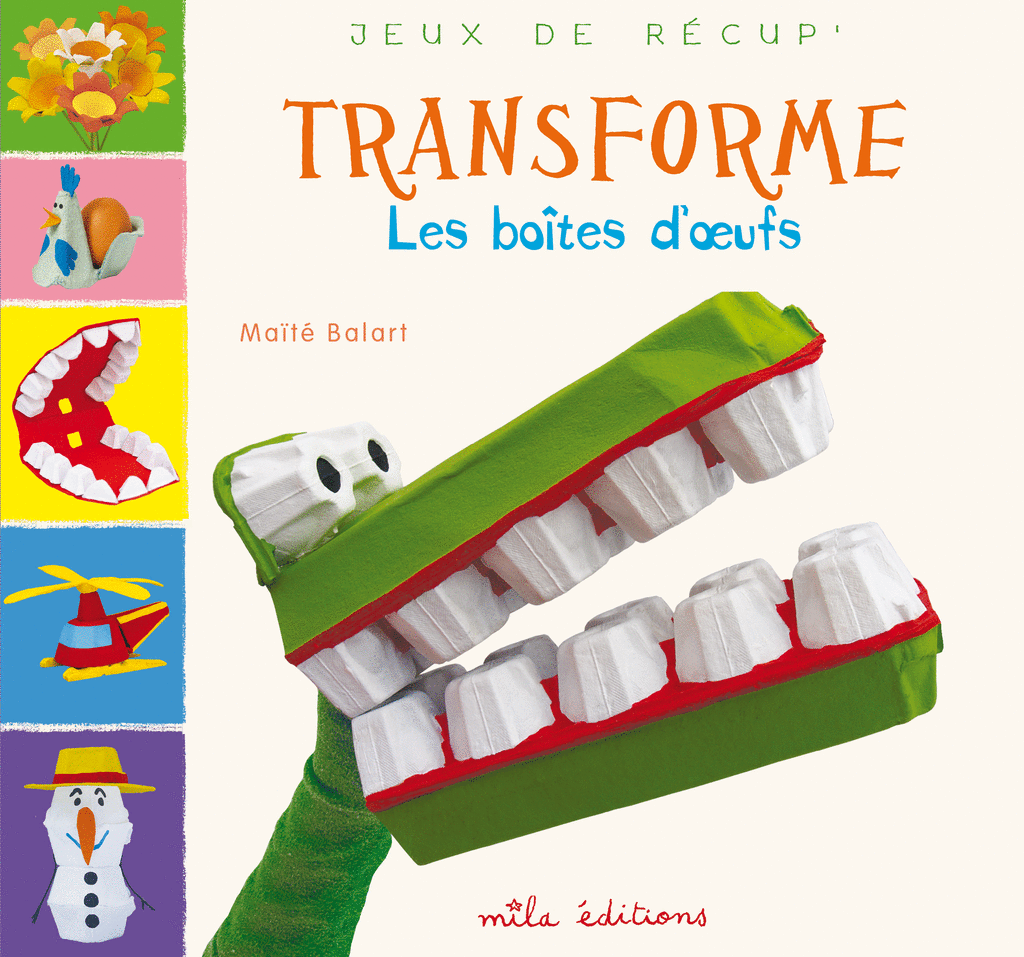 JEUX DE RÉCUP'
TRANSFORME
Les boîtes d'œufs
Maïté Balart
mila éditions